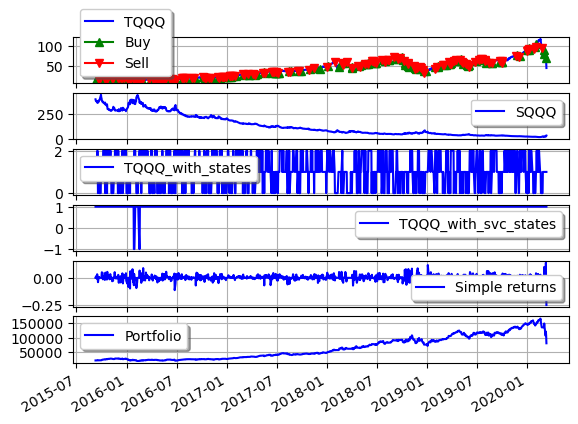 TQQQ
Buy
Sell
100
50
SQQQ
250
0
TQQQ_with_states
2
0
TQQQ_with_svc_states
1
0
−1
Simple returns
0.00
−0.25
Portfolio
150000
100000
50000
2015-07 2016-01 2016-07 2017-01 2017-07 2018-01 2018-07 2019-01 2019-07 2020-01